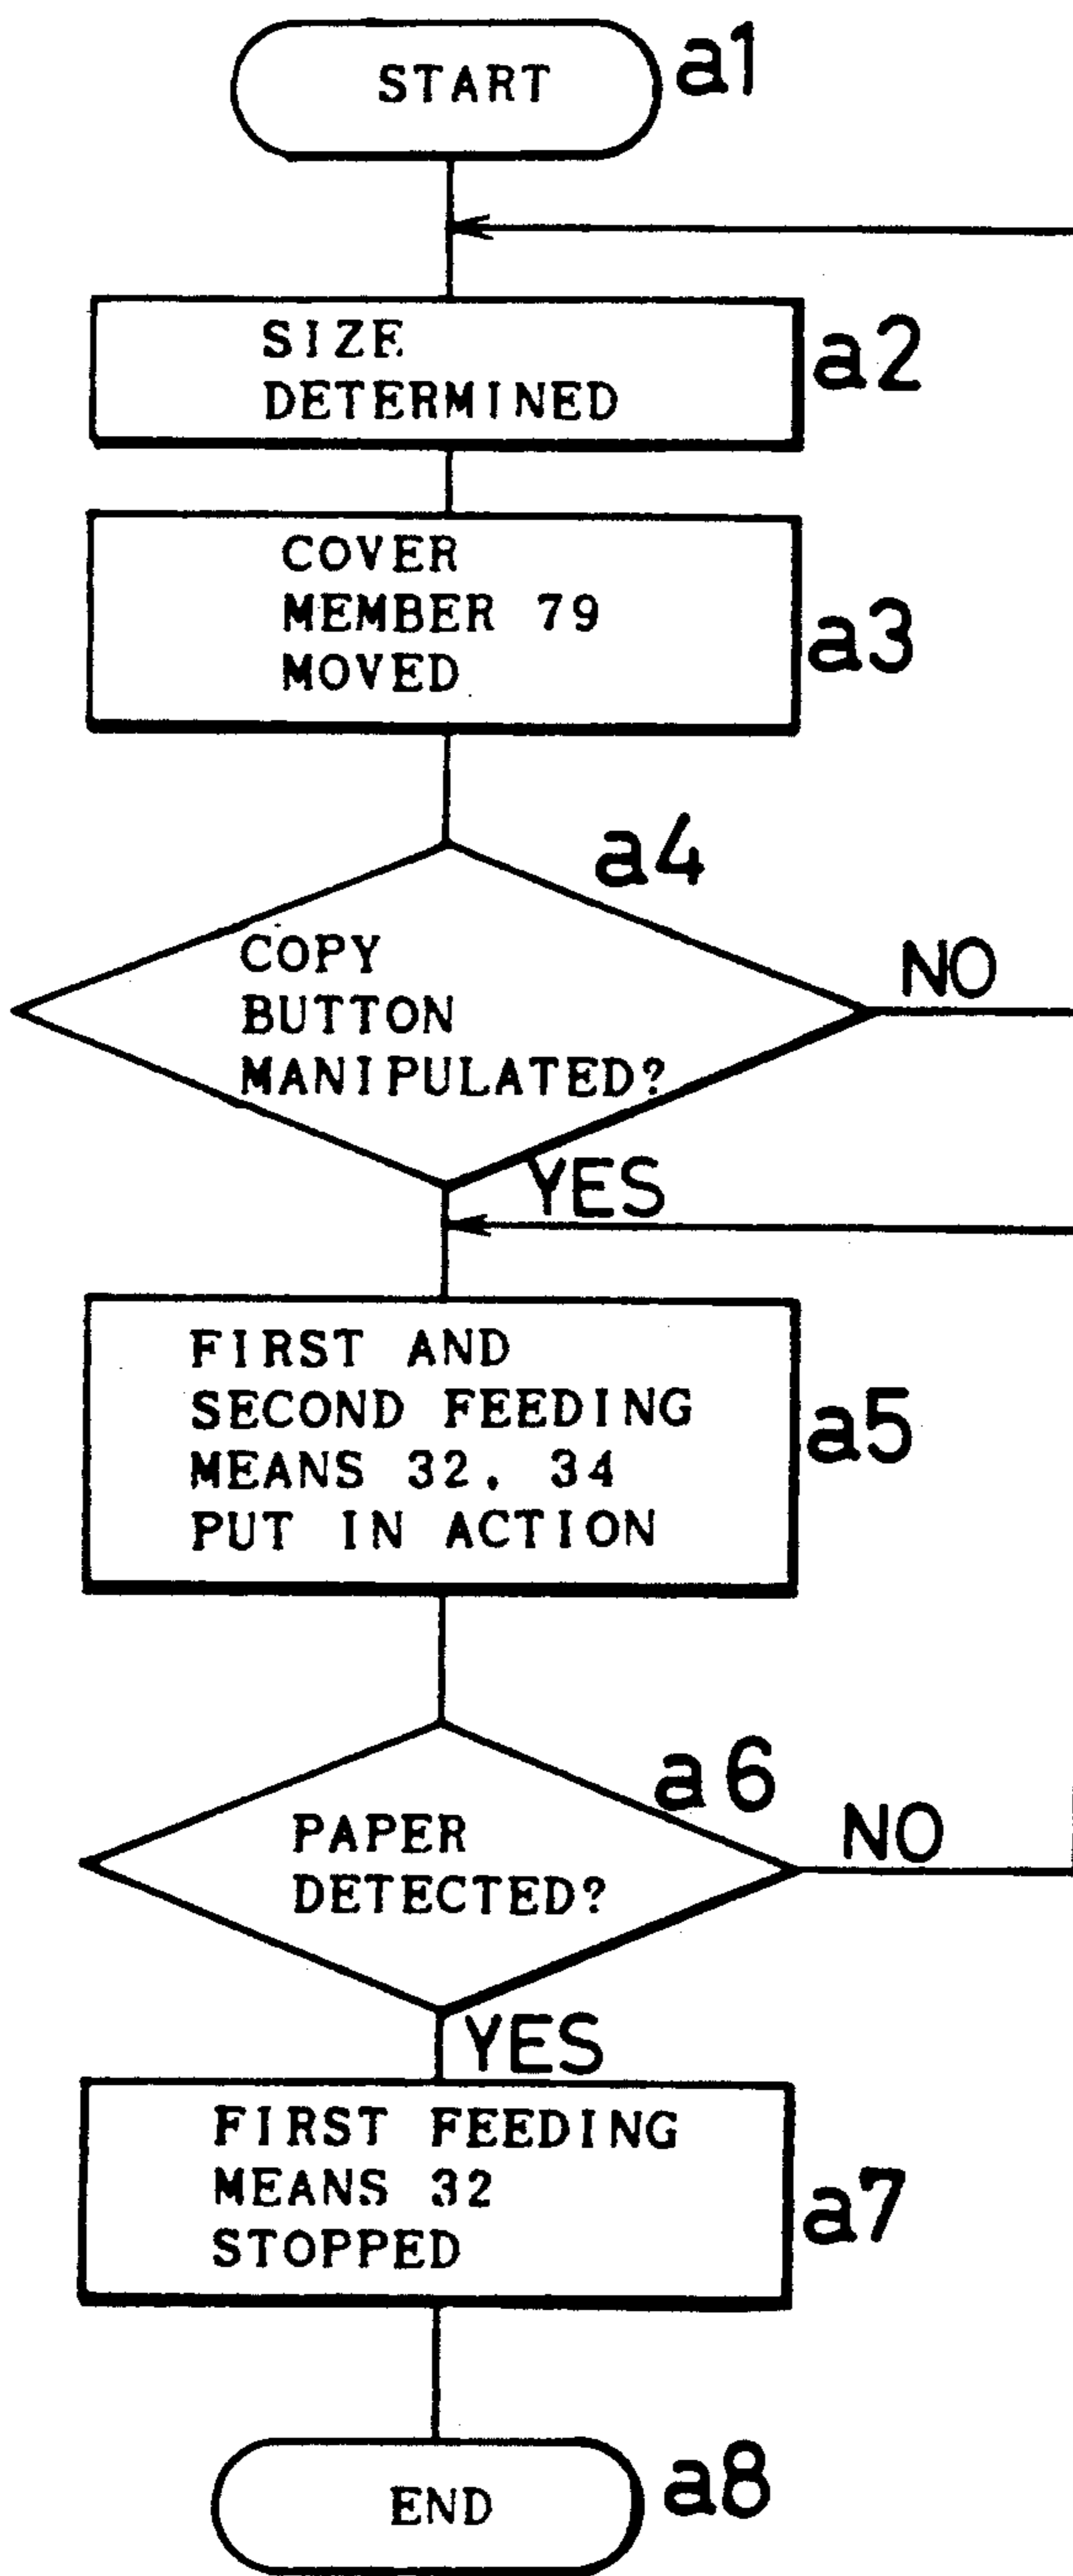 START a1
SIZE
DETERMINED
a2
COVER
MEMBER 79
MOVED
a3
a4
COPY
BUTTON
MANIPULATED?
NO
YES
FIRST AND
SECOND FEEDING
MEANS 32, 34
PUT IN ACTION
a5
a6
PAPER
DETECTED?
NO
YES
FIRST FEEDING
MEANS 32
STOPPED
a7
END a8